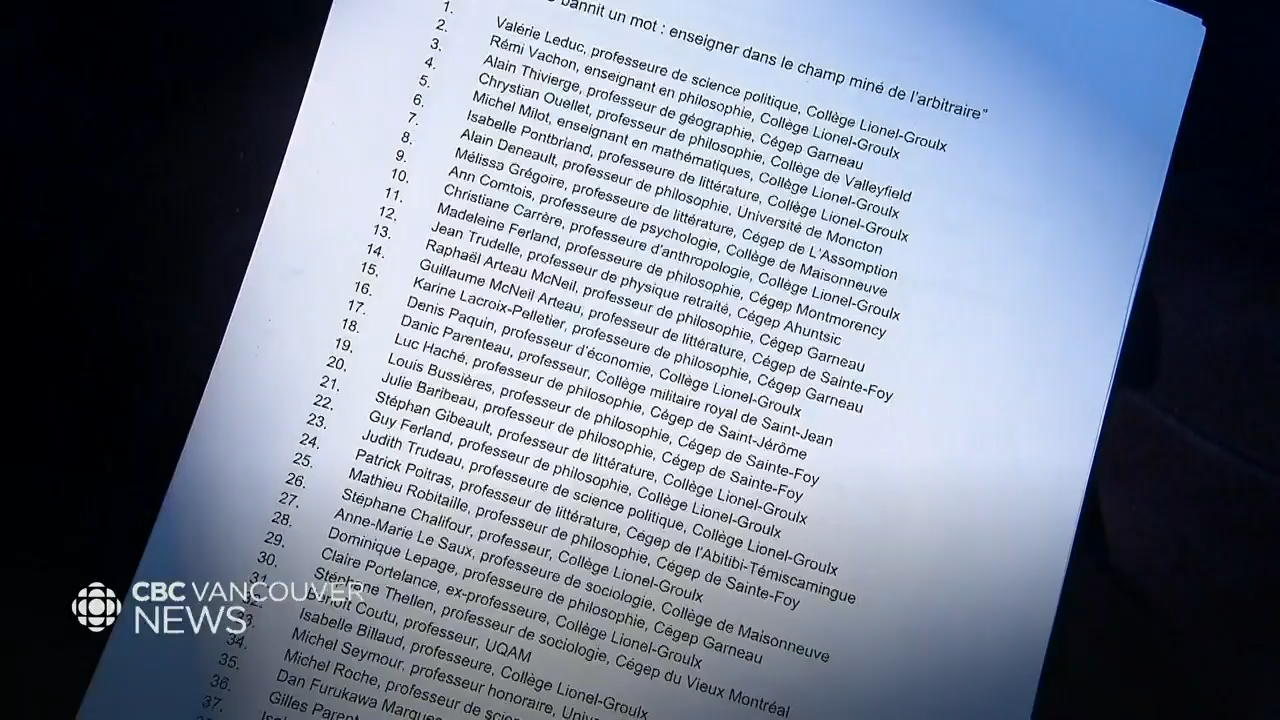 bannit un mot : enseigner dans le champ miné de l'arbitraire"
1. Valérie Leduc, professeure de science politique, Collège Lionel-Groulx
2. Rémi Vachon, enseignant en philosophie, Collège Lionel-Groulx
3. Alain Thivierge, professeur de géographie, Cégep Garneau
4. Chrystian Ouellet, professeur de philosophie, Collège de Valleyfield
5. Michel Milot, enseignant en mathématiques, Collège Lionel-Groulx
6. Isabelle Pontbriand, professeure de littérature, Collège Lionel-Groulx
7. Alain Deneault, professeur de philosophie, Université de Moncton
8. Mélissa Grégoire, professeure de littérature, Cégep de L'Assomption
9. Ann Comtois, professeure de psychologie, Collège de Maisonneuve
10. Christiane Carrère, professeure d'anthropologie, Collège Lionel-Groulx
11. Madeleine Ferland, professeure de philosophie, Cégep Montmorency
12. Jean Trudelle, professeur de physique retraité, Cégep Ahuntsic
13. Raphaël Arteau McNeil, professeur de philosophie, Cégep Garneau
14. Guillaume McNeil Arteau, professeur de littérature, Cégep de Sainte-Foy
15. Karine Lacroix-Pelletier, professeure de philosophie, Cégep Garneau
16. Denis Paquin, professeur d'économie, Collège Lionel-Groulx
17. Danic Parenteau, professeur, Collège militaire royal de Saint-Jean
18. Luc Haché, professeur de philosophie, Cégep de Saint-Jérôme
19. Louis Bussières, professeur de philosophie, Cégep de Sainte-Foy
20. Julie Baribeau, professeur de philosophie, Cégep de Sainte-Foy
21. Stéphan Gibeault, professeur de littérature, Collège Lionel-Groulx
22. Guy Ferland, professeur de philosophie, Collège Lionel-Groulx
23. Judith Trudeau, professeure de science politique, Collège Lionel-Groulx
24. Patrick Poitras, professeur de littérature, Cégep de l'Abitibi-Témiscamingue
25. Mathieu Robitaille, professeur de philosophie, Cégep de Sainte-Foy
26. Stéphane Chalifour, professeur, Collège Lionel-Groulx
27. Anne-Marie Le Saux, professeure de sociologie, Collège de Maisonneuve
28. Dominique Lepage, professeure de philosophie, Cégep Garneau
29. Claire Portelance, ex-professeure, Collège Lionel-Groulx
30. Stéphane Thellen, professeur de sociologie, Cégep du Vieux Montréal
31. Coutu, professeur, UQAM
Isabelle Billaud, professeure, Collège Lionel-Groulx
Michel Seymour, professeur honoraire,
34. Michel Roche, professeur de
35. Dan Furukawa
36. Gilles
37.
CBC VANCOUVER
NEWS